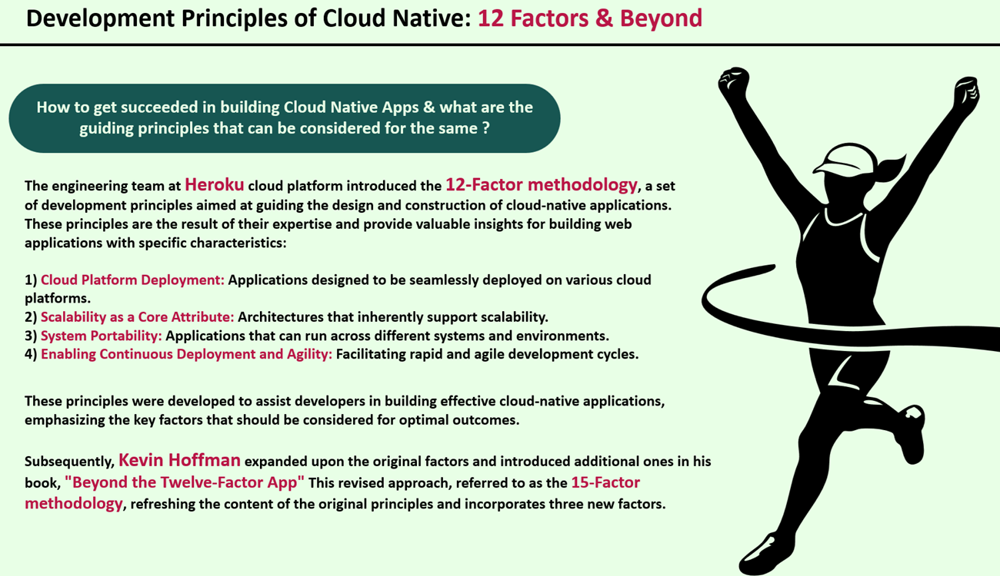 Development Principles of Cloud Native: 12 Factors & Beyond
How to get succeeded in building Cloud Native Apps & what are the
guiding principles that can be considered for the same ?
The engineering team at Heroku cloud platform introduced the 12-Factor methodology, a set
of development principles aimed at guiding the design and construction of cloud-native applications.
These principles are the result of their expertise and provide valuable insights for building web
applications with specific characteristics:
1) Cloud Platform Deployment: Applications designed to be seamlessly deployed on various cloud
platforms.
2) Scalability as a Core Attribute: Architectures that inherently support scalability.
3) System Portability: Applications that can run across different systems and environments.
4) Enabling Continuous Deployment and Agility: Facilitating rapid and agile development cycles.
These principles were developed to assist developers in building effective cloud-native applications,
emphasizing the key factors that should be considered for optimal outcomes.
Subsequently, Kevin Hoffman expanded upon the original factors and introduced additional ones in his
book, "Beyond the Twelve-Factor App" This revised approach, referred to as the 15-Factor
methodology, refreshing the content of the original principles and incorporates three new factors.